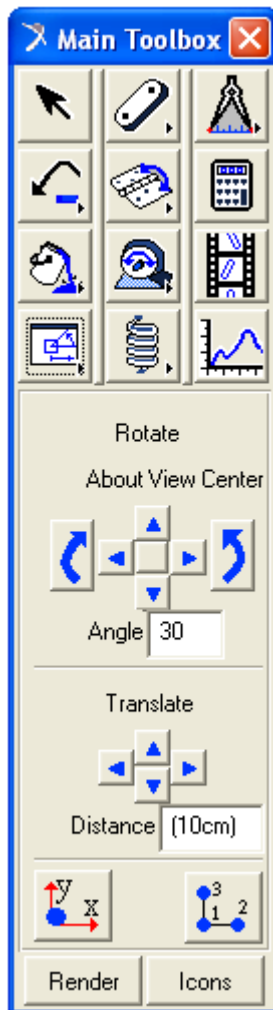 Main Toolbox
Rotate
About View Center
Angle 30
Translate
Distance (10cm)
y
x
3
1 2
Render Icons